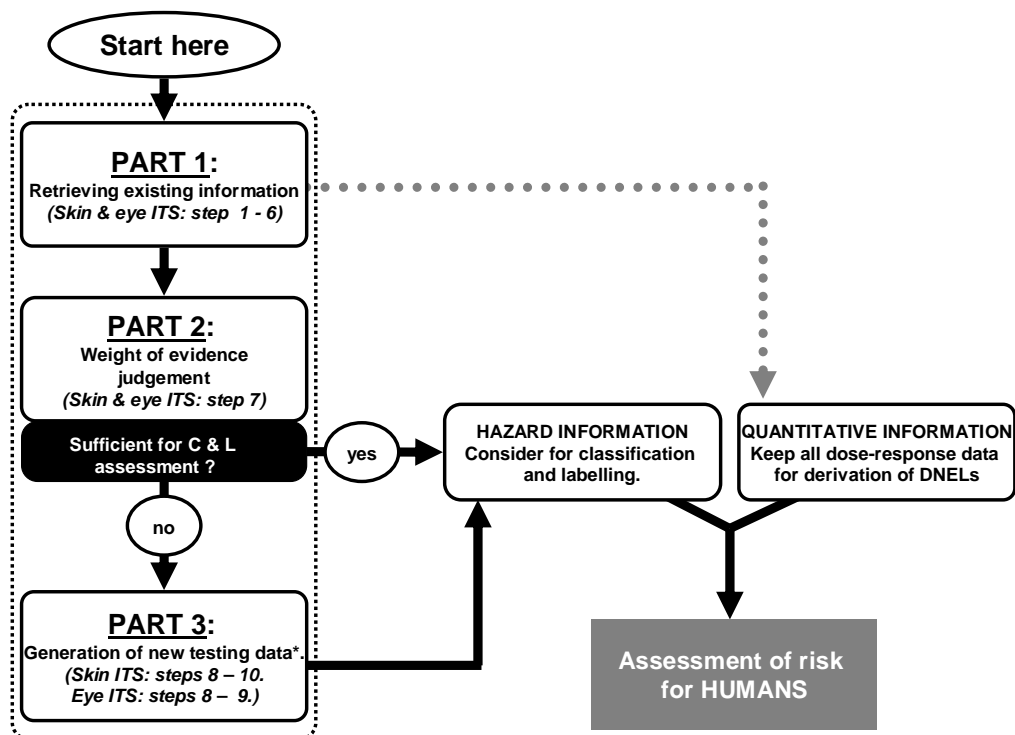 Start here
PART 1:
Retrieving existing information
(Skin & eye ITS: step 1 - 6)
PART 2:
Weight of evidence
judgement
(Skin & eye ITS: step 7)
Sufficient for C & L
assessment ?
yes
no
PART 3:
Generation of new testing data*.
(Skin ITS: steps 8 – 10.
Eye ITS: steps 8 – 9.)
HAZARD INFORMATION
Consider for classification
and labelling.
QUANTITATIVE INFORMATION
Keep all dose-response data
for derivation of DNELs
Assessment of risk
for HUMANS